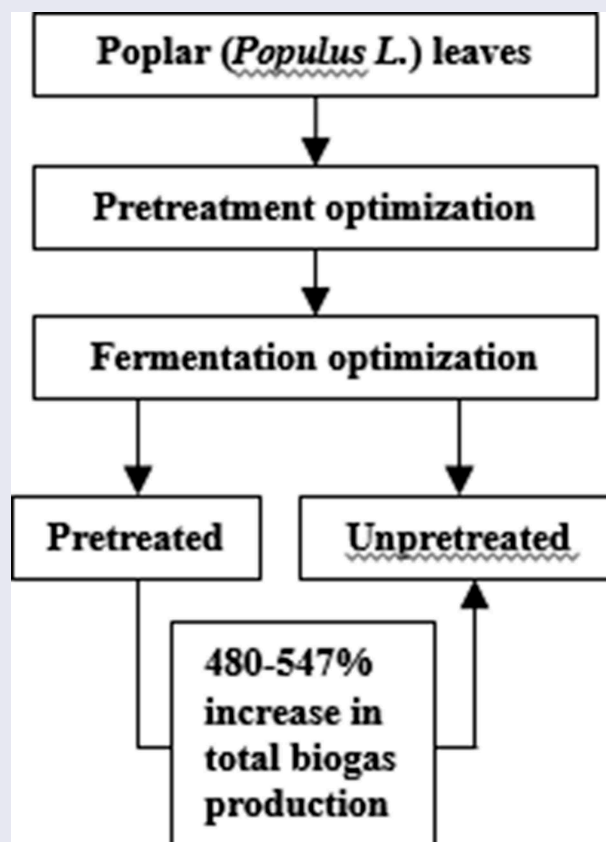 Poplar (Populus L.) leaves
Pretreatment optimization
Fermentation optimization
Pretreated
Unpretreated
480-547%
increase in
total biogas
production